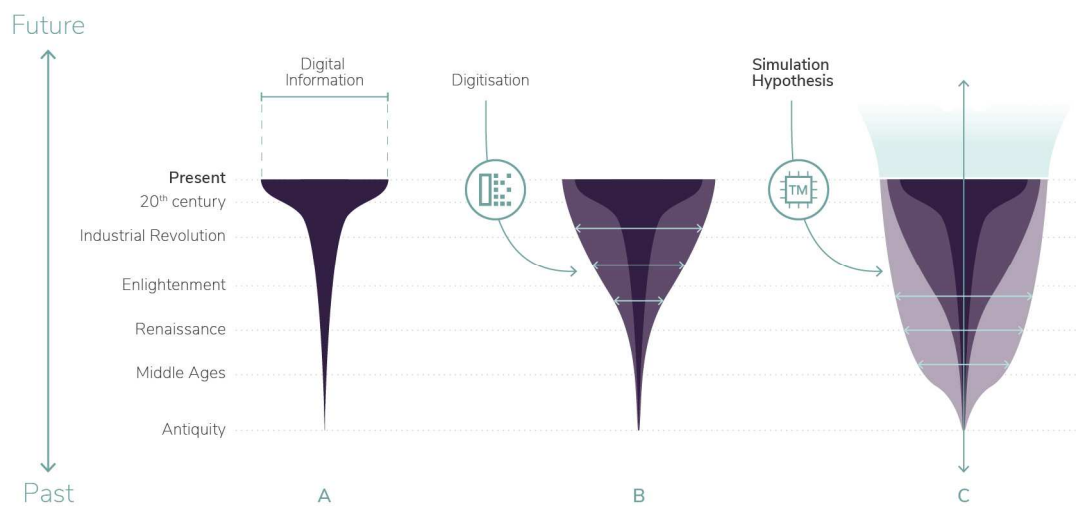 Future
Digital
Information
Digitisation
Simulation
Hypothesis
Present
20th century
TM
Industrial Revolution
Enlightenment
Renaissance
Middle Ages
Antiquity
Past
A
B
C